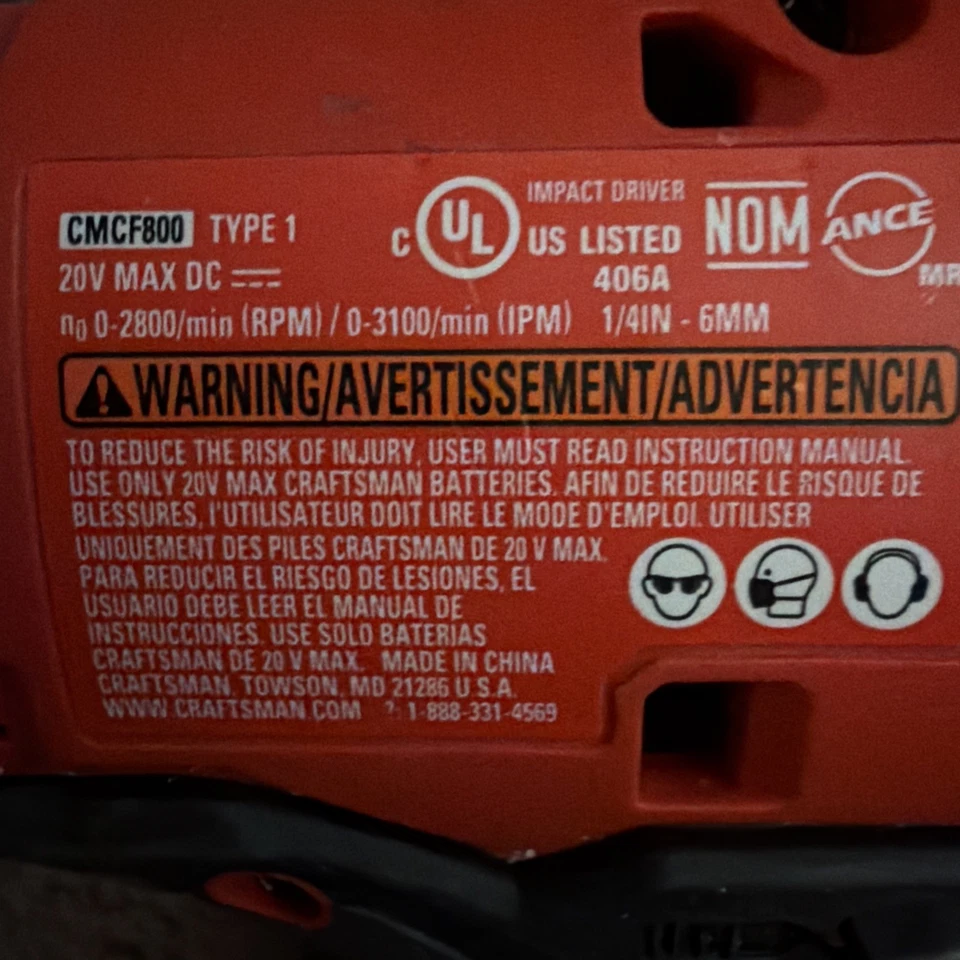 IMPACT DRIVER
CMCF800 TYPE 1
C UL US LISTED
NOM
ANCE
406A
20V MAX DC
n0 0-2800/min (RPM) / 0-3100/min (IPM) 1/4IN - 6MM
WARNING/AVERTISSEMENT/ADVERTENCIA
TO REDUCE THE RISK OF INJURY, USER MUST READ INSTRUCTION MANUAL.
USE ONLY 20V MAX CRAFTSMAN BATTERIES. AFIN DE REDUIRE LE RISQUE DE
BLESSURES, l'UTILISATEUR DOIT LIRE LE MODE D'EMPLOI. UTILISER
UNIQUEMENT DES PILES CRAFTSMAN DE 20 V MAX.
PARA REDUCIR EL RIESGO DE LESIONES, EL
USUARIO DEBE LEER EL MANUAL DE
INSTRUCCIONES. USE SOLO BATERIAS
CRAFTSMAN DE 20 V MAX. MADE IN CHINA
CRAFTSMAN, TOWSON, MD 21286 U.S.A.
WWW.CRAFTSMAN.COM ?: 1-888-331-4569